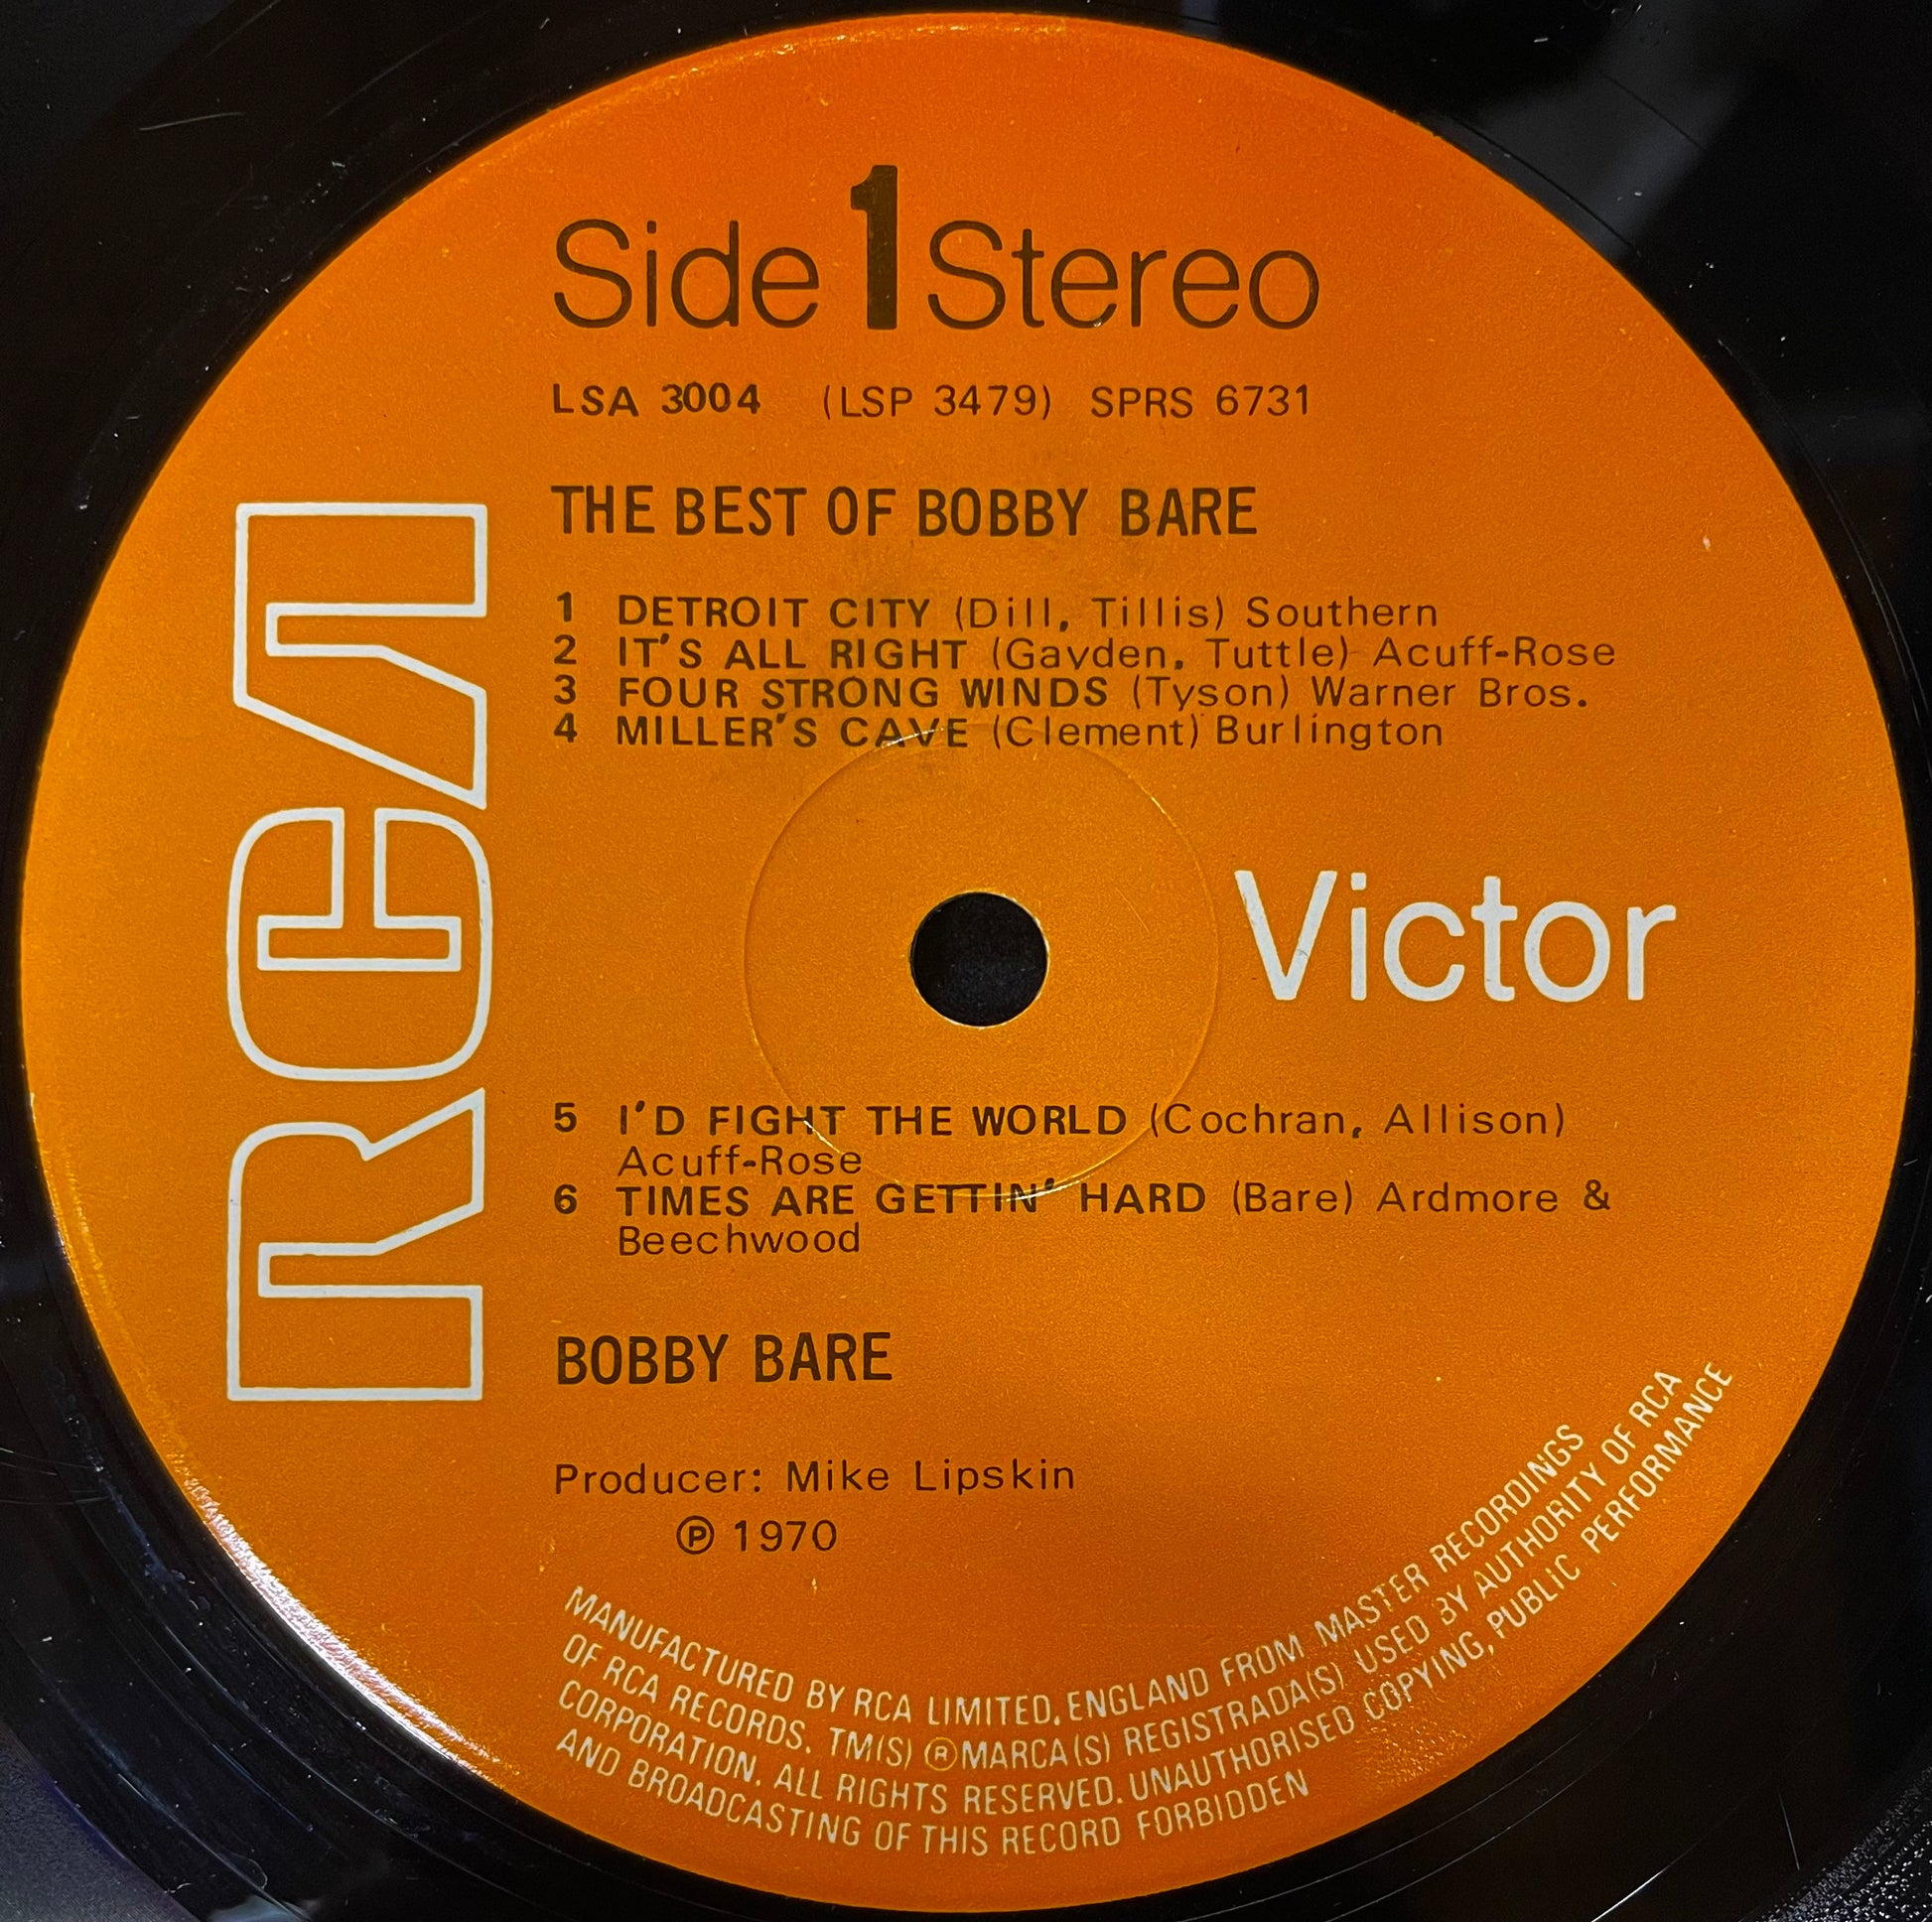 Side 1 Stereo
LSA 3004 (LSP 3479) SPRS 6731
THE BEST OF BOBBY BARE
1 DETROIT CITY (Dill, Tillis) Southern
2 IT'S ALL RIGHT (Gayden, Tuttle) Acuff-Rose
3 FOUR STRONG WINDS (Tyson) Warner Bros.
4 MILLER'S CAVE (Clement) Burlington
RCA
Victor
5 I'D FIGHT THE WORLD (Cochran, Allison)
Acuff-Rose
6 TIMES ARE GETTIN' HARD (Bare) Ardmore &
Beechwood
BOBBY BARE
Producer: Mike Lipskin
℗ 1970
MANUFACTURED BY RCA LIMITED, ENGLAND FROM MASTER RECORDINGS
OF RCA RECORDS. TM(S) ® MARCA(S) REGISTRADA(S) USED BY AUTHORITY OF RCA
CORPORATION. ALL RIGHTS RESERVED. UNAUTHORISED COPYING, PUBLIC PERFORMANCE
AND BROADCASTING OF THIS RECORD FORBIDDEN